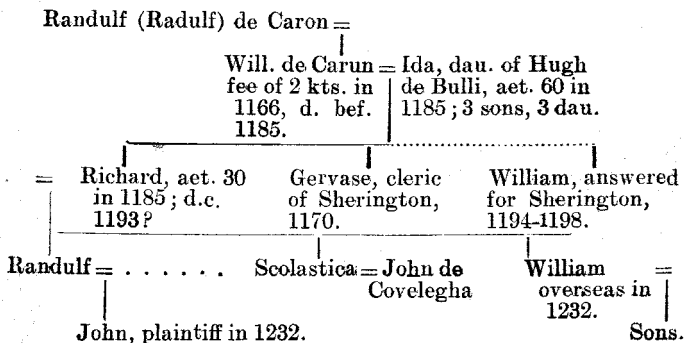 Randulf (Radulf) de Caron =
Will. de Carun = Ida, dau. of Hugh
fee of 2 kts. in de Bulli, aet. 60 in
1166, d. bef. 1185; 3 sons, 3 dau.
1185.
= Richard, aet. 30 Gervase, cleric William, answered
in 1185; d.c. of Sherington, for Sherington,
1193? 1170. 1194-1198.
Randulf = . . . . . . Scolastica = John de William =
Covelegha overseas in
1232.
John, plaintiff in 1232. Sons.